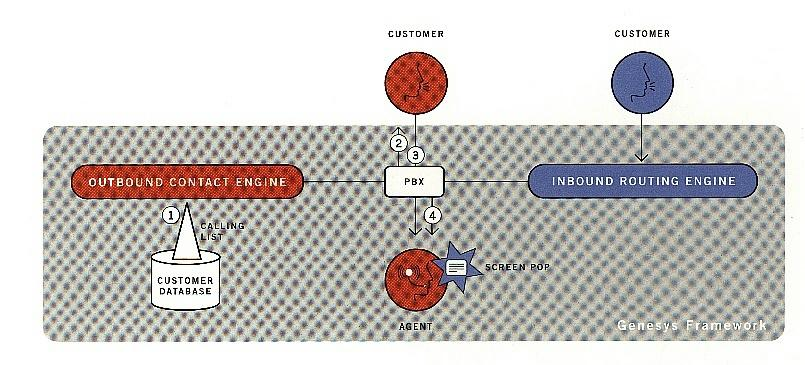 CUSTOMER
CUSTOMER
2
3
OUTBOUND CONTACT ENGINE
PBX
INBOUND ROUTING ENGINE
1
CALLING
LIST
4
CUSTOMER
DATABASE
SCREEN POP
AGENT
Genesys Framework